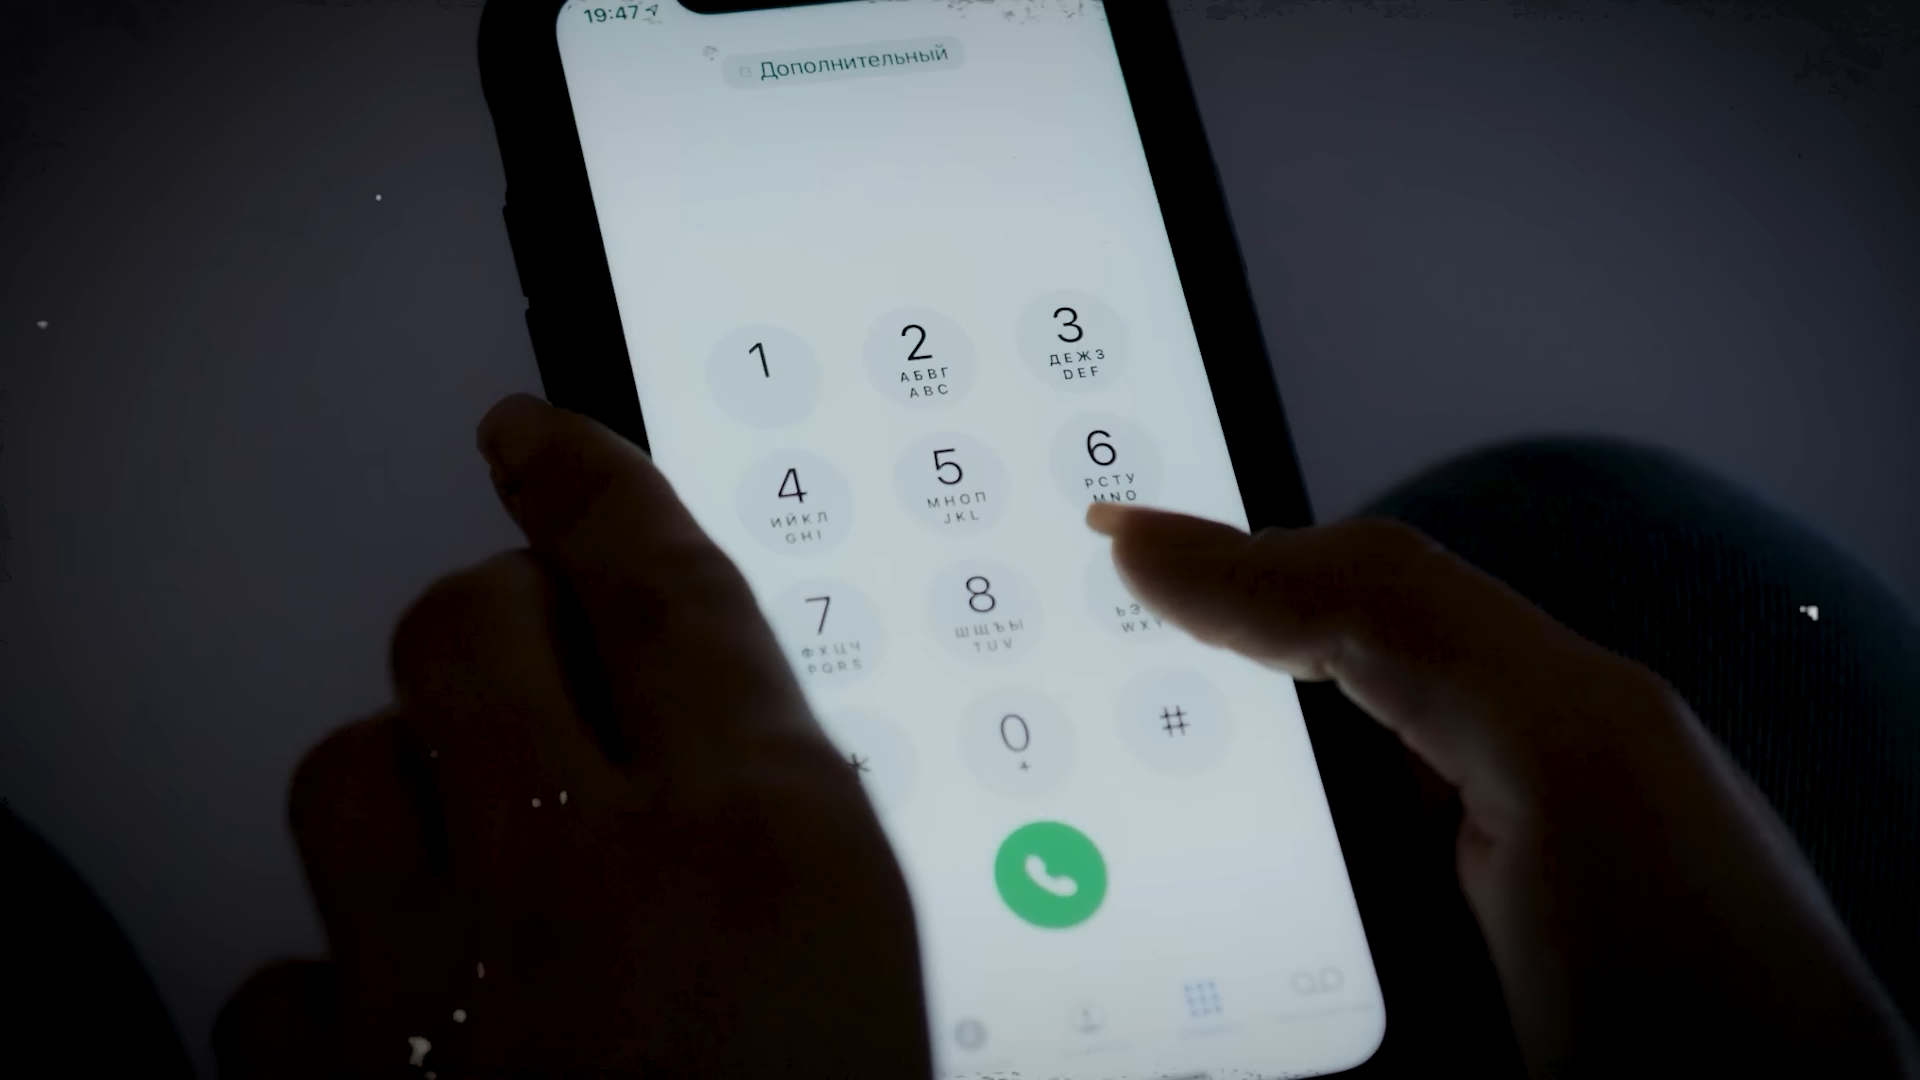 19:47
Дополнительный
1
2
АБВГ
ABC
3
ДЕЖЗ
DEF
4
ИЙКЛ
GHI
5
МНОП
JKL
6
РСТУ
MNO
7
ФХЦЧ
PQRS
8
ШЩЪЫ
TUV
*
0
+
#